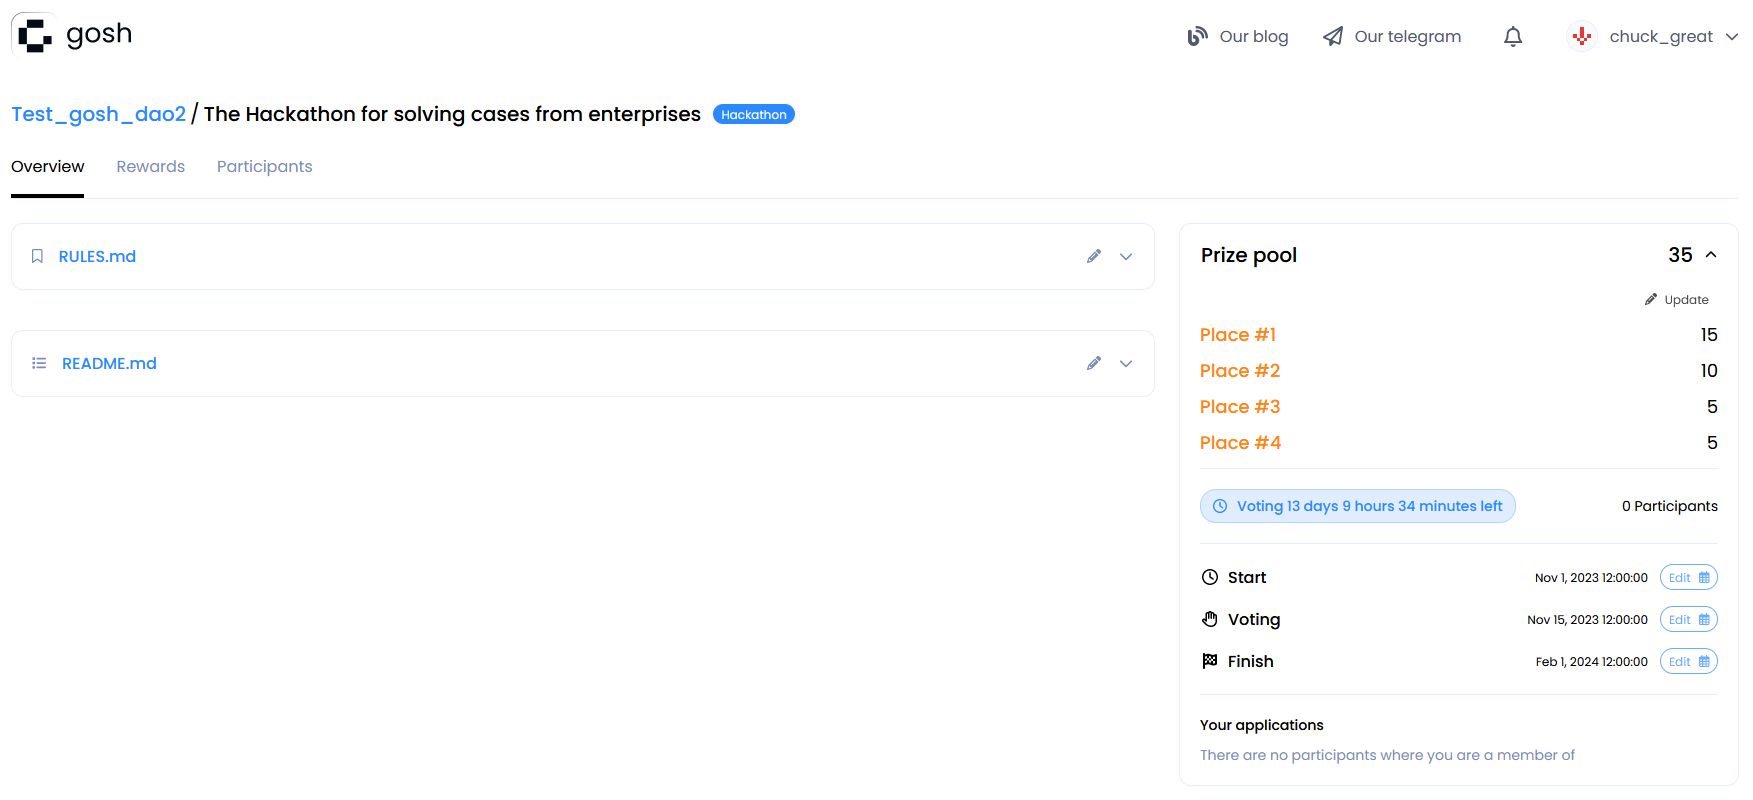 gosh
Our blog
Our telegram
chuck_great
Test_gosh_dao2 / The Hackathon for solving cases from enterprises Hackathon
Overview
Rewards
Participants
RULES.md
README.md
Prize pool 35
Update
Place #1 15
Place #2 10
Place #3 5
Place #4 5
Voting 13 days 9 hours 34 minutes left 0 Participants
Start Nov 1, 2023 12:00:00 Edit
Voting Nov 15, 2023 12:00:00 Edit
Finish Feb 1, 2024 12:00:00 Edit
Your applications
There are no participants where you are a member of